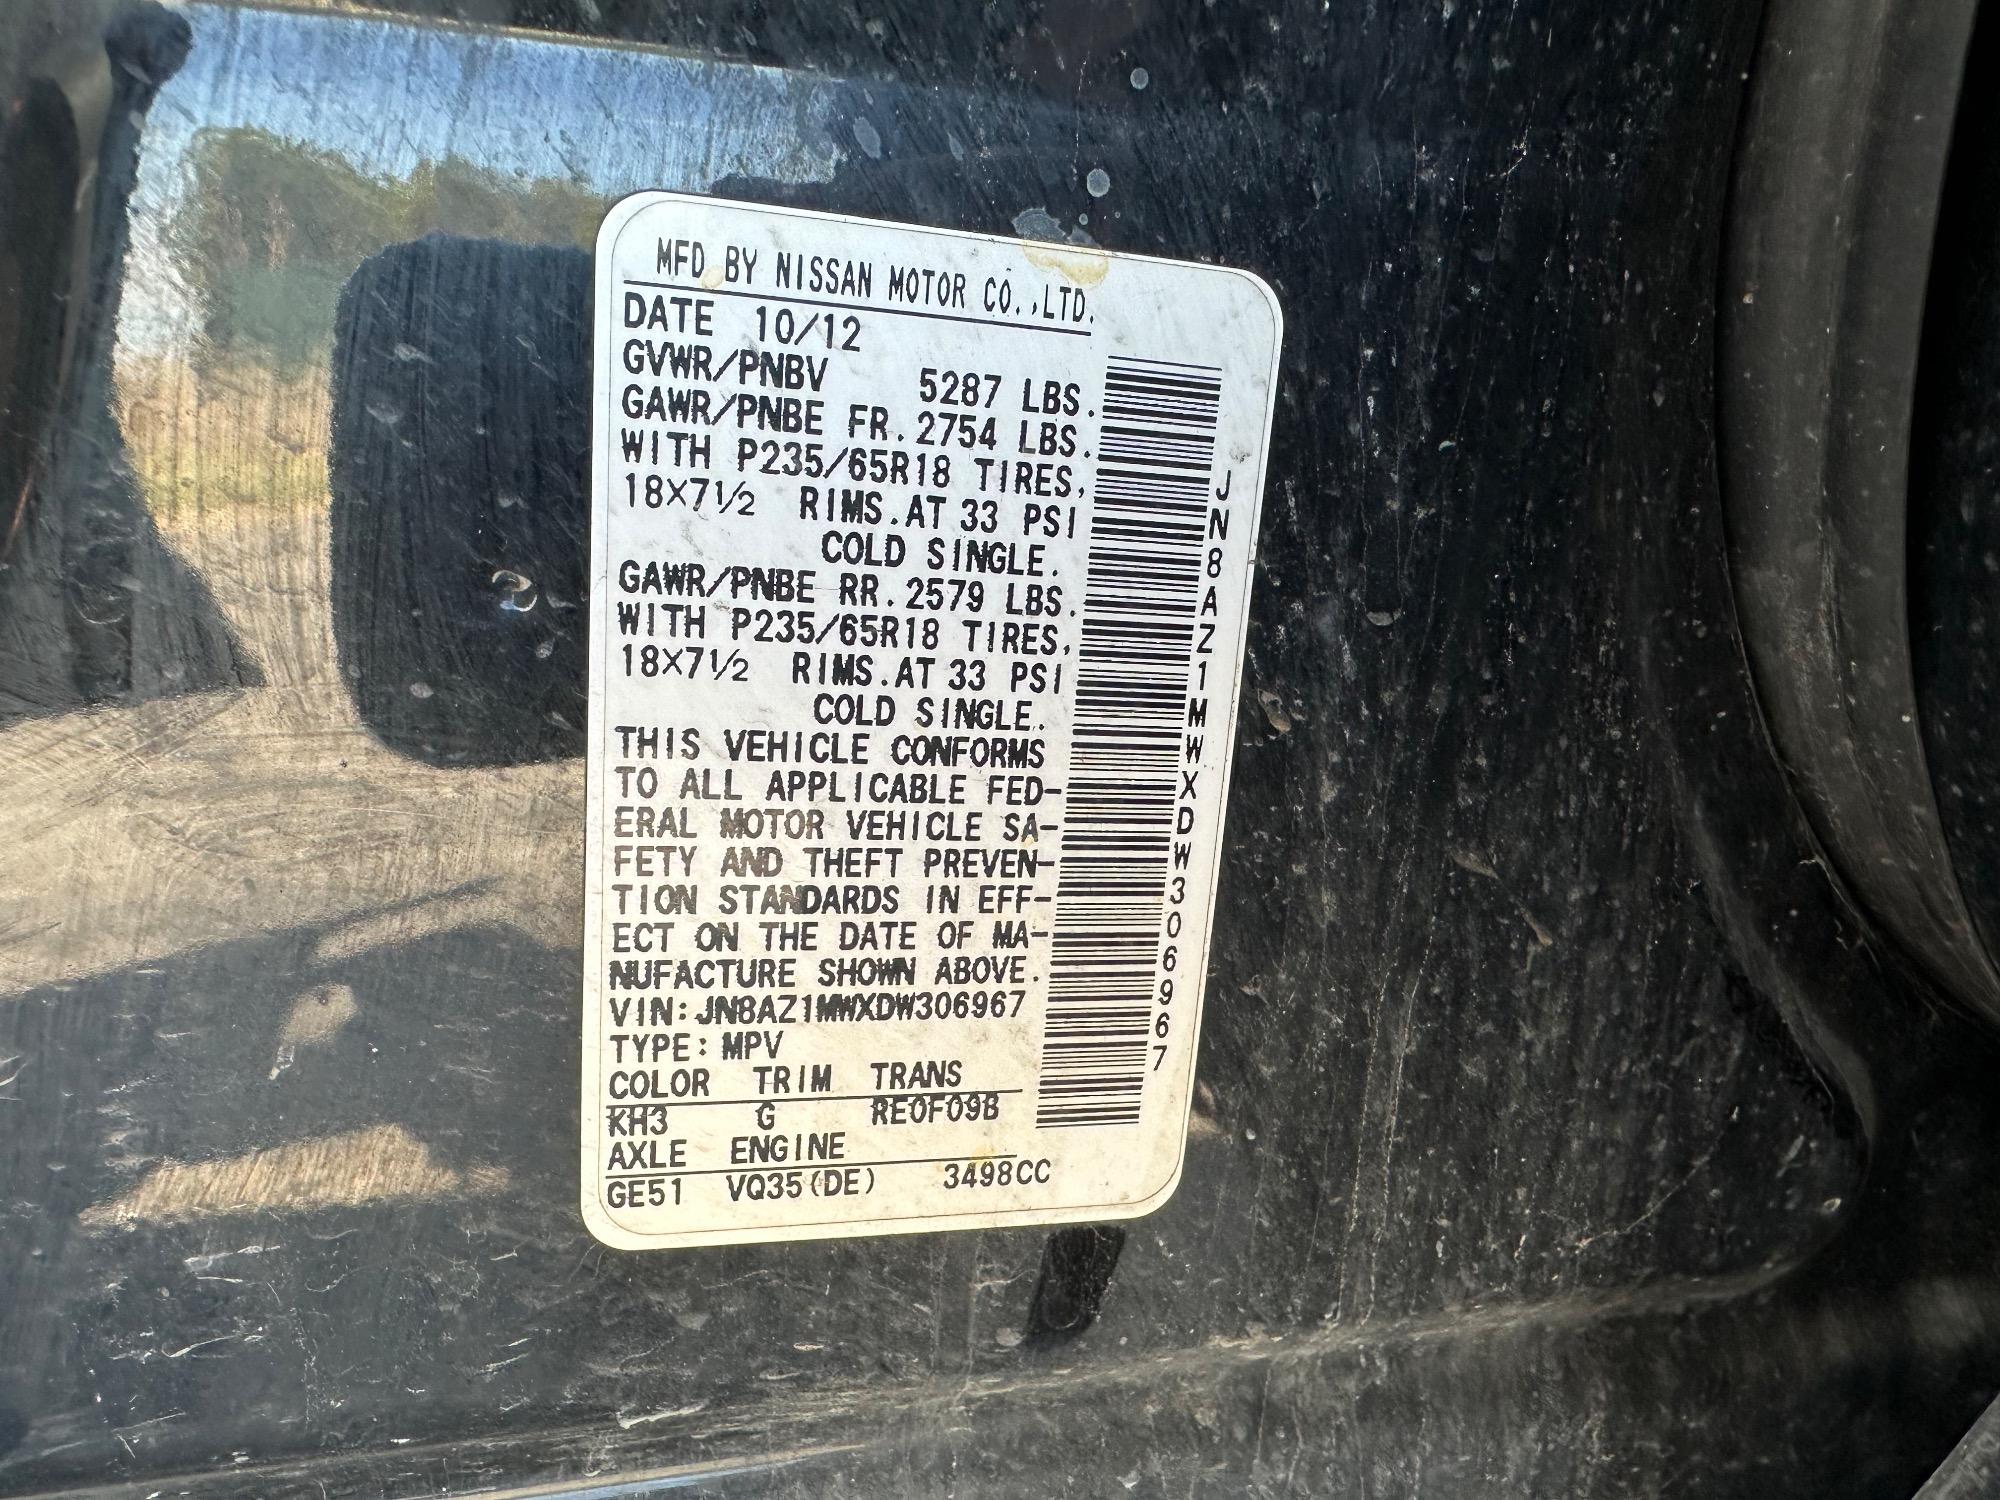 MFD BY NISSAN MOTOR CO.,LTD.
DATE 10/12
GVWR/PNBV 5287 LBS.
GAWR/PNBE FR. 2754 LBS.
WITH P235/65R18 TIRES,
18X7½ RIMS.AT 33 PSI
COLD SINGLE.
GAWR/PNBE RR. 2579 LBS.
WITH P235/65R18 TIRES,
18X7½ RIMS.AT 33 PSI
COLD SINGLE.
THIS VEHICLE CONFORMS
TO ALL APPLICABLE FED-
ERAL MOTOR VEHICLE SA-
FETY AND THEFT PREVEN-
TION STANDARDS IN EFF-
ECT ON THE DATE OF MA-
NUFACTURE SHOWN ABOVE.
VIN: JN8AZ1MWXDW306967
TYPE: MPV
COLOR TRIM TRANS
KH3 G RE0F09B
AXLE ENGINE
GE51 VQ35(DE) 3498CC
JN8AZ1MWXDW306967